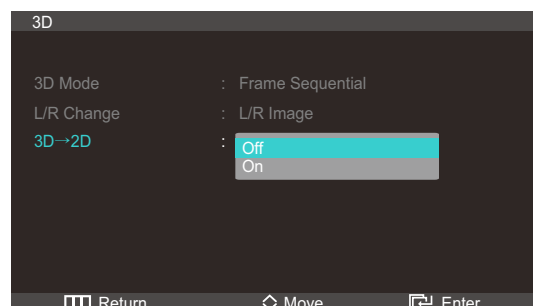 3D
3D Mode : Frame Sequential
L/R Change : L/R Image
3D→2D : Off
On
Return Move Enter